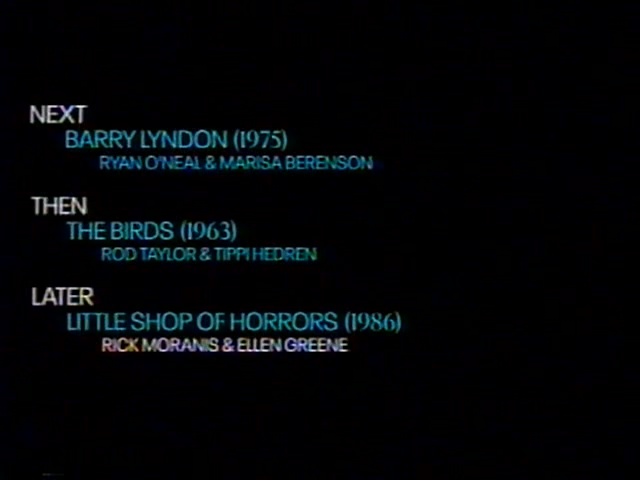 NEXT
BARRY LYNDON (1975)
RYAN O'NEAL & MARISA BERENSON
THEN
THE BIRDS (1963)
ROD TAYLOR & TIPPI HEDREN
LATER
LITTLE SHOP OF HORRORS (1986)
RICK MORANIS & ELLEN GREENE